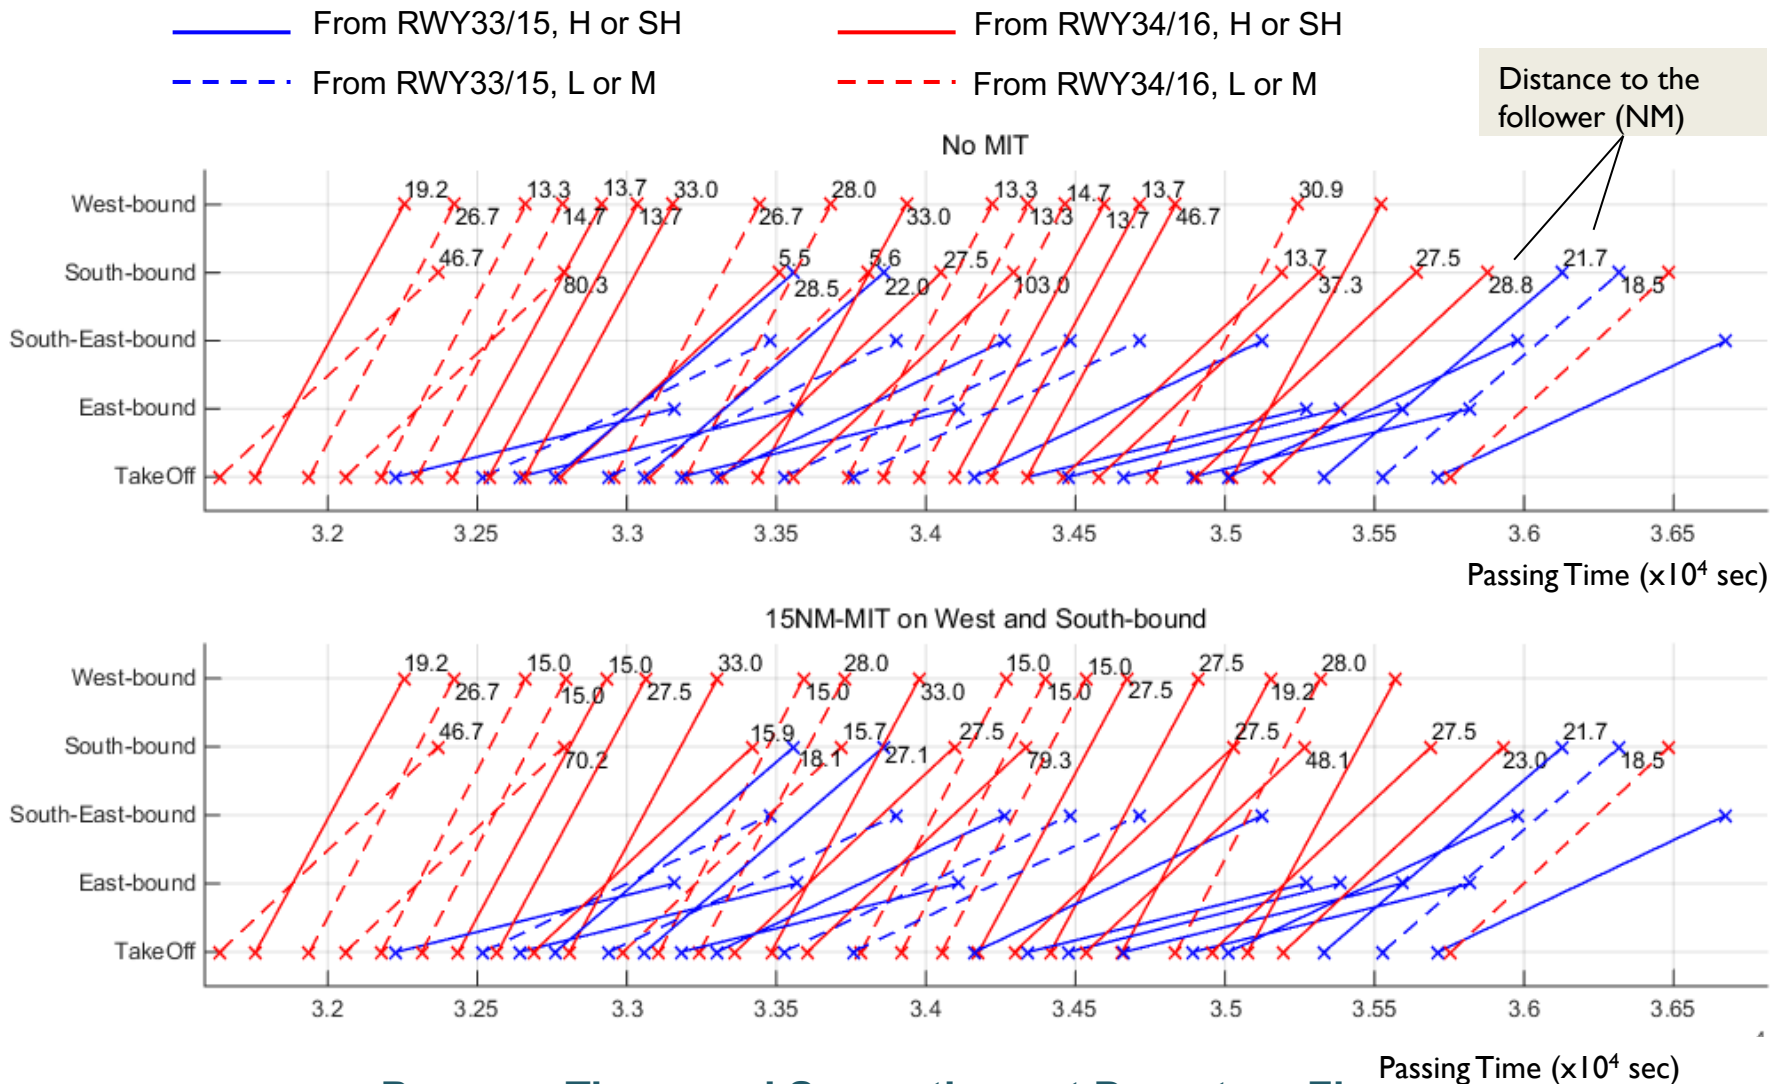 From RWY33/15, H or SH
From RWY34/16, H or SH
From RWY33/15, L or M
From RWY34/16, L or M
Distance to the
follower (NM)
No MIT
West-bound
19.2 26.7 13.3 14.7 13.7 13.7 33.0 26.7 28.0 33.0 13.3 13.3 14.7 13.7 13.7 46.7 30.9
South-bound
46.7 80.3 5.5 28.5 5.6 22.0 27.5 103.0 13.7 37.3 27.5 28.8 21.7 18.5
South-East-bound
East-bound
Take Off
3.2 3.25 3.3 3.35 3.4 3.45 3.5 3.55 3.6 3.65
Passing Time (x10⁴ sec)
15NM-MIT on West and South-bound
West-bound
19.2 26.7 15.0 15.0 15.0 27.5 33.0 15.0 28.0 33.0 15.0 15.0 15.0 27.5 27.5 19.2 28.0
South-bound
46.7 70.2 15.9 18.1 15.7 27.1 27.5 79.3 27.5 48.1 27.5 23.0 21.7 18.5
South-East-bound
East-bound
Take Off
3.2 3.25 3.3 3.35 3.4 3.45 3.5 3.55 3.6 3.65
Passing Time (x10⁴ sec)